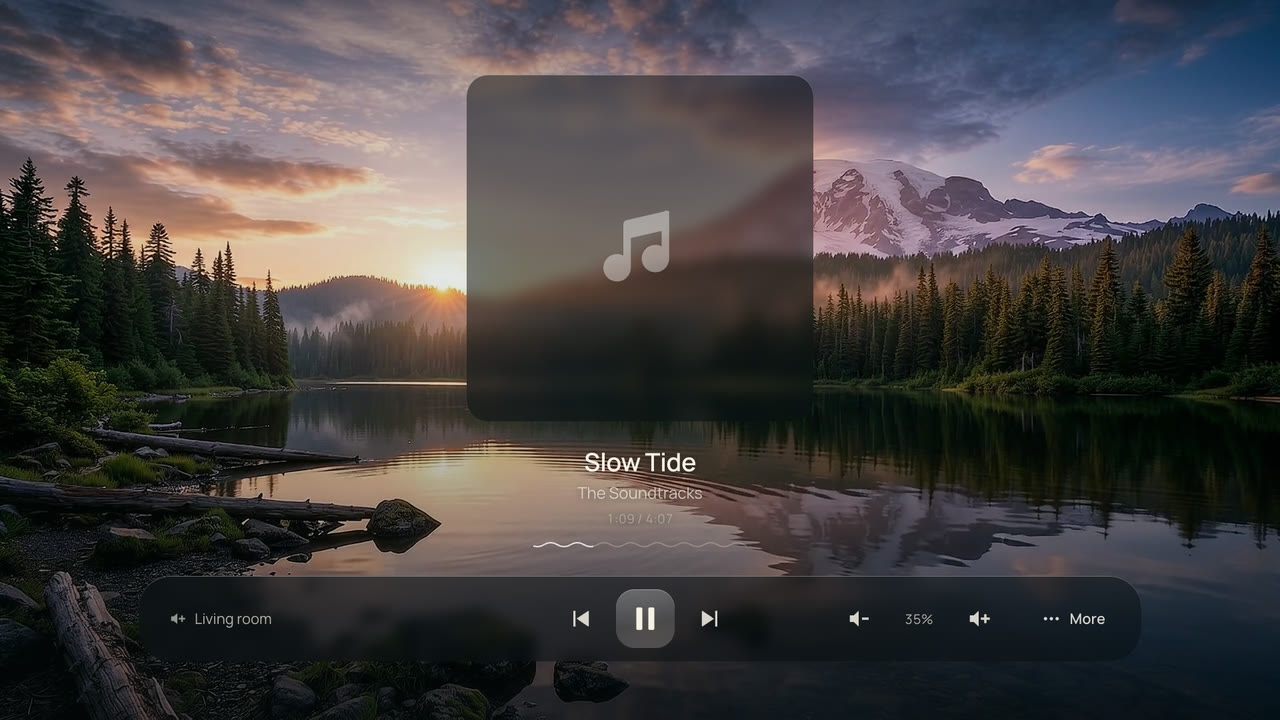 Slow Tide
The Soundtracks
1:09 / 4:07
Living room
35%
More